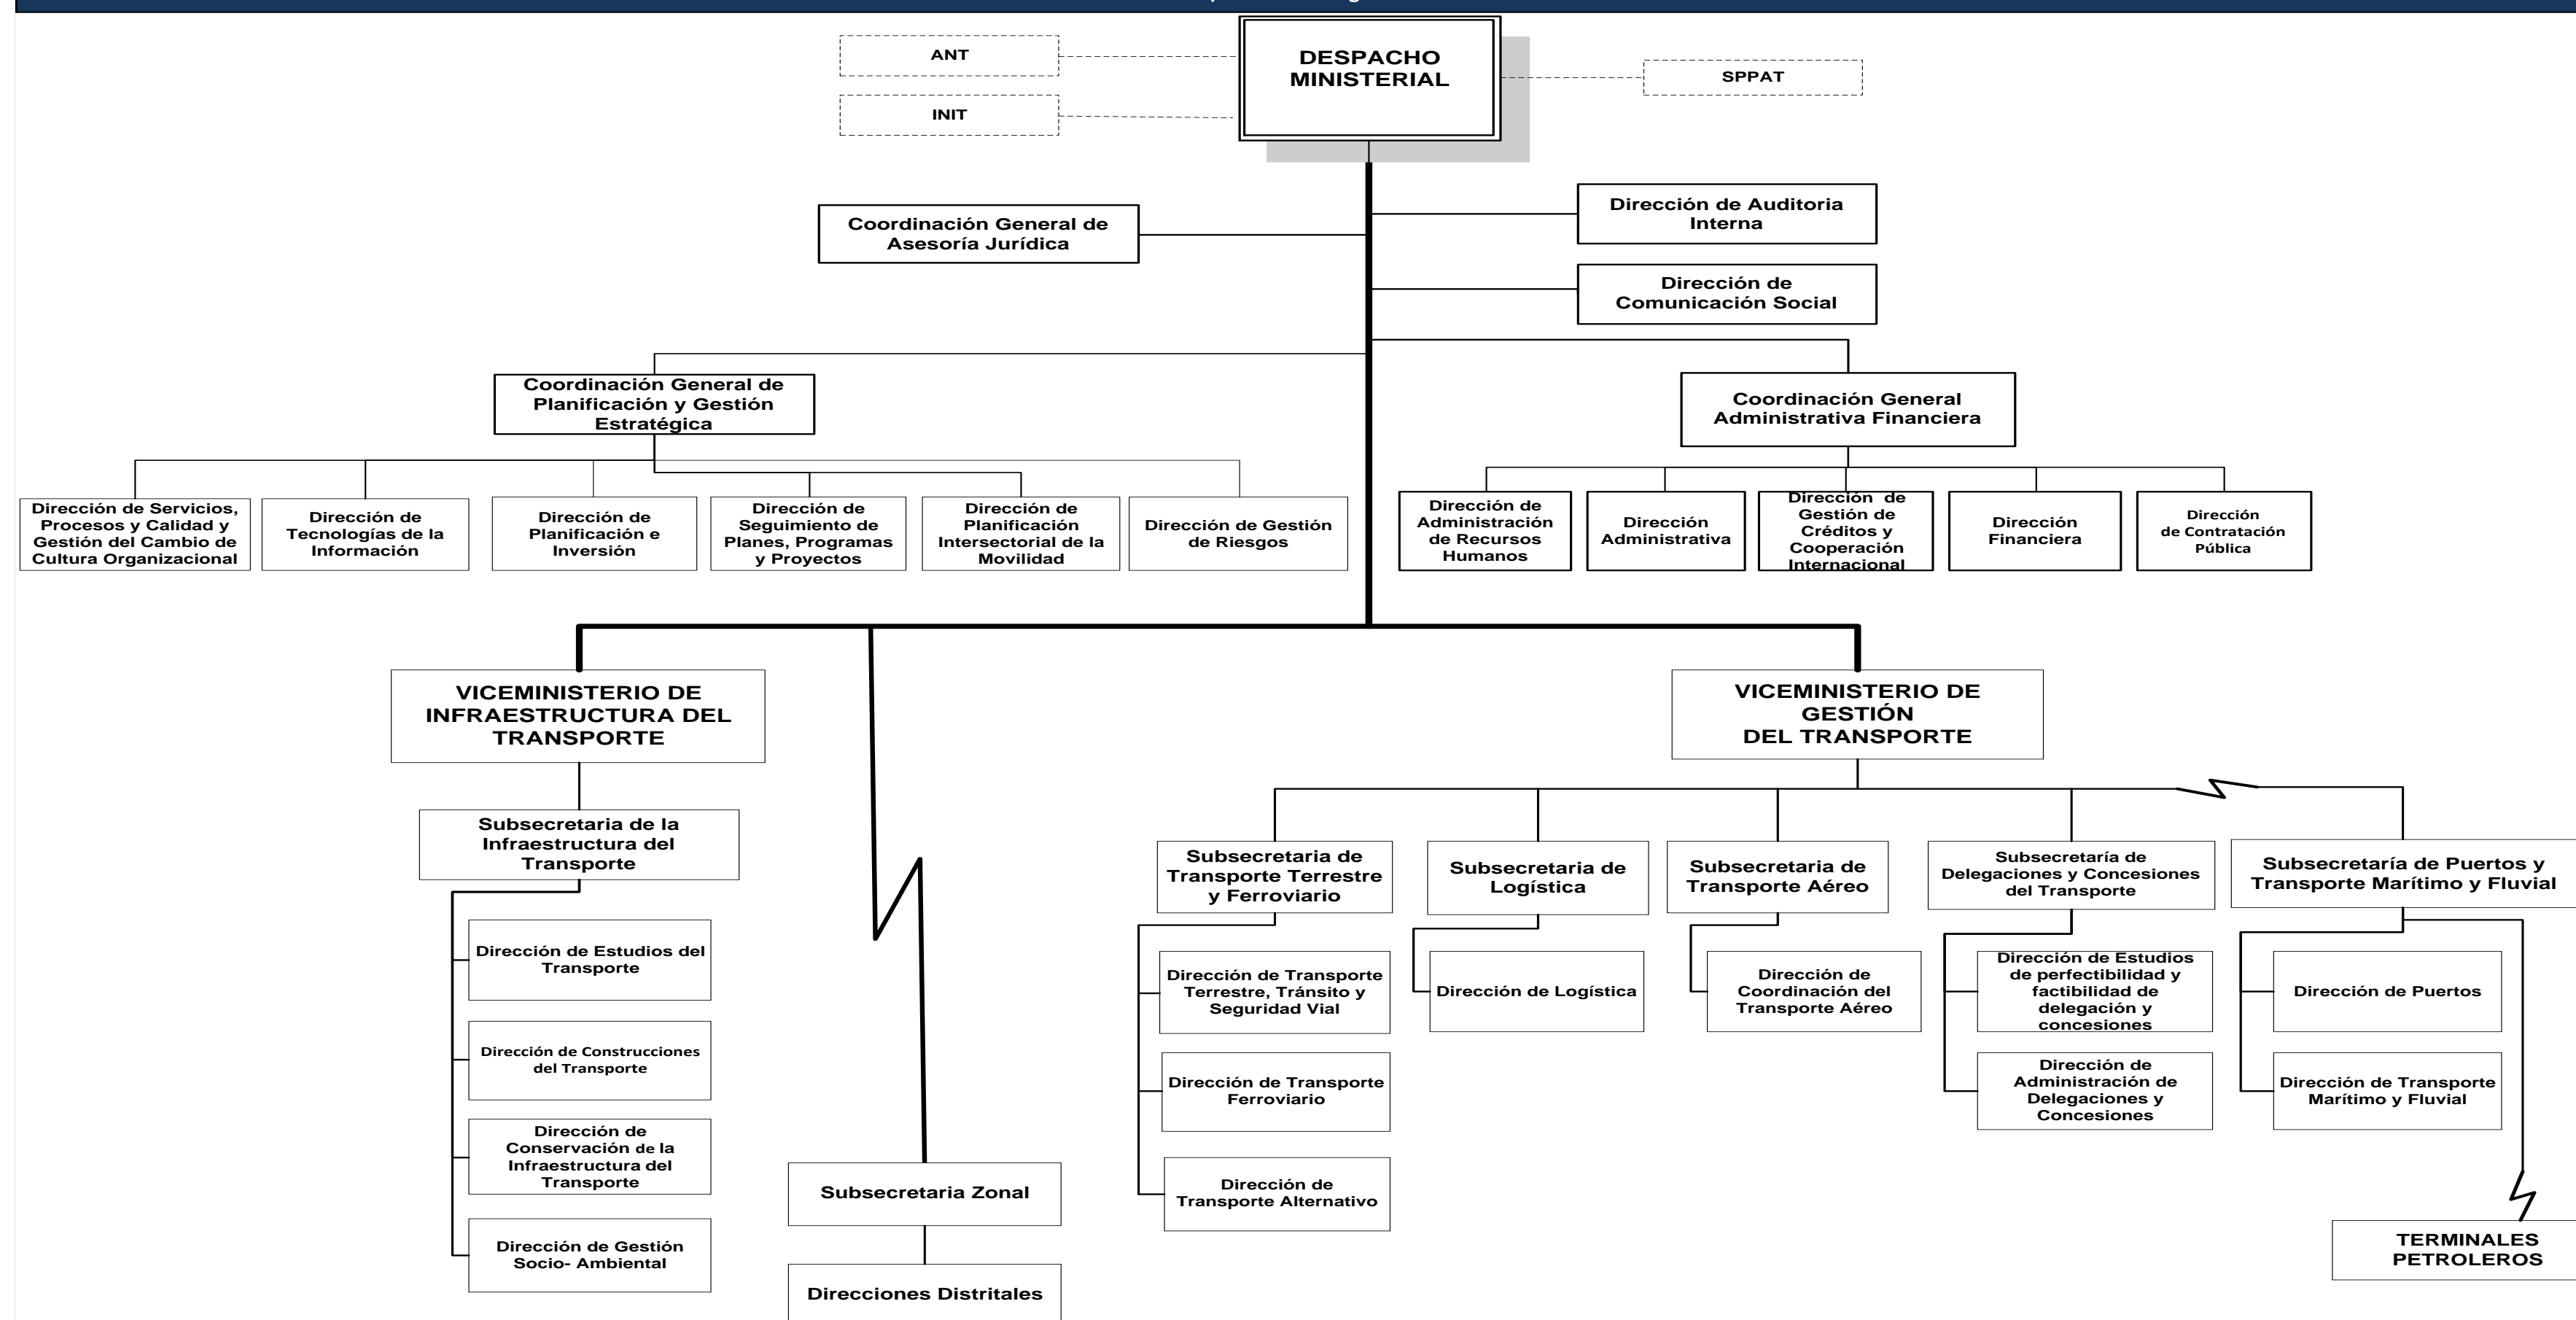 ANT
DESPACHO
MINISTERIAL
SPPAT
INIT
Coordinación General de
Asesoría Jurídica
Dirección de Auditoria
Interna
Dirección de
Comunicación Social
Coordinación General de
Planificación y Gestión
Estratégica
Coordinación General
Administrativa Financiera
Dirección de Servicios,
Procesos y Calidad y
Gestión del Cambio de
Cultura Organizacional
Dirección de
Tecnologías de la
Información
Dirección de
Planificación e
Inversión
Dirección de
Seguimiento de
Planes, Programas
y Proyectos
Dirección de
Planificación
Intersectorial de la
Movilidad
Dirección de Gestión
de Riesgos
Dirección de
Administración
de Recursos
Humanos
Dirección
Administrativa
Dirección de
Gestión de
Créditos y
Cooperación
Internacional
Dirección
Financiera
Dirección
de Contratación
Pública
VICEMINISTERIO DE
INFRAESTRUCTURA DEL
TRANSPORTE
VICEMINISTERIO DE
GESTIÓN
DEL TRANSPORTE
Subsecretaria de la
Infraestructura del
Transporte
Subsecretaria de
Transporte Terrestre
y Ferroviario
Subsecretaria de
Logística
Subsecretaria de
Transporte Aéreo
Subsecretaría de
Delegaciones y Concesiones
del Transporte
Subsecretaría de Puertos y
Transporte Marítimo y Fluvial
Dirección de Estudios del
Transporte
Dirección de Construcciones
del Transporte
Dirección de
Conservación de la
Infraestructura del
Transporte
Dirección de Gestión
Socio- Ambiental
Subsecretaria Zonal
Direcciones Distritales
Dirección de Transporte
Terrestre, Tránsito y
Seguridad Vial
Dirección de Transporte
Ferroviario
Dirección de
Transporte Alternativo
Dirección de Logística
Dirección de
Coordinación del
Transporte Aéreo
Dirección de Estudios
de perfectibilidad y
factibilidad de
delegación y
concesiones
Dirección de
Administración de
Delegaciones y
Concesiones
Dirección de Puertos
Dirección de Transporte
Marítimo y Fluvial
TERMINALES
PETROLEROS